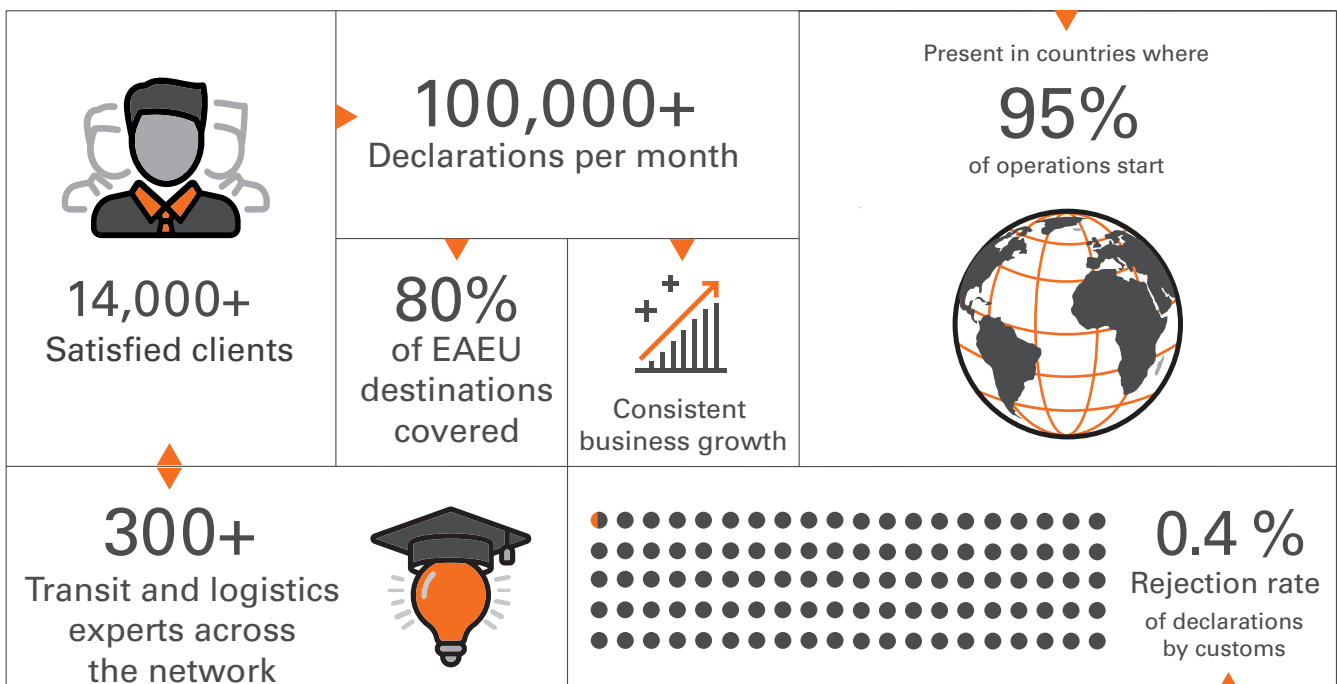 14,000+
Satisfied clients
100,000+
Declarations per month
80%
of EAEU
destinations
covered
Consistent
business growth
Present in countries where
95%
of operations start
300+
Transit and logistics
experts across
the network
0.4 %
Rejection rate
of declarations
by customs